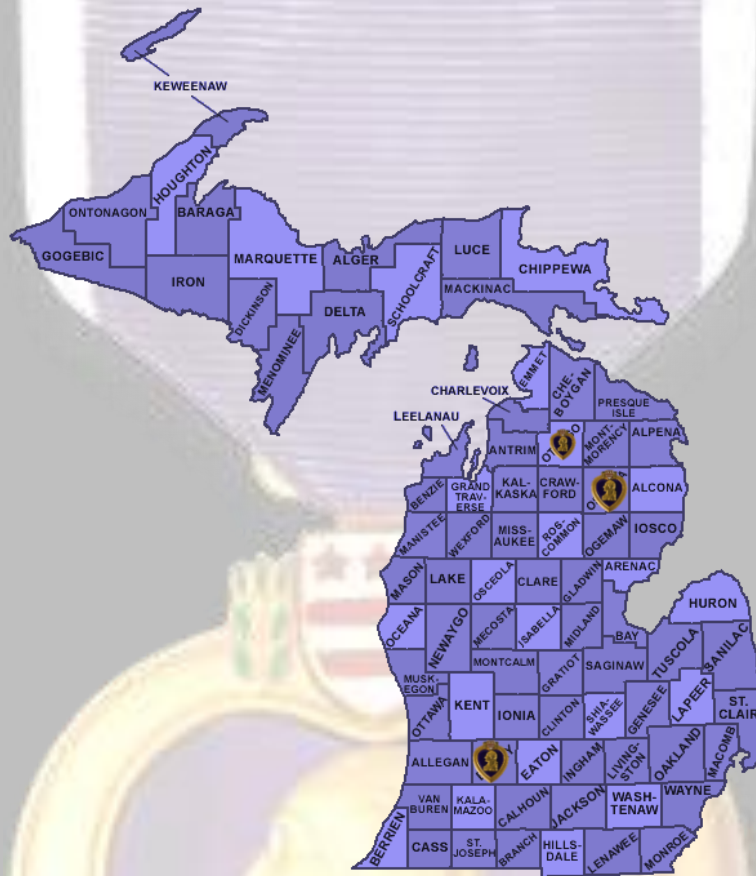 KEWEENAW
HOUGHTON
ONTONAGON
BARAGA
GOGEBIC
IRON
MARQUETTE
ALGER
LUCE
CHIPPEWA
SCHOOLCRAFT
MACKINAC
DICKINSON
DELTA
MENOMINEE
EMMET
CHE-
BOYGAN
CHARLEVOIX
PRESQUE
ISLE
LEELANAU
ANTRIM
MONT-
MORENCY
ALPENA
BENZIE
GRAND
TRAV-
ERSE
KAL-
KASKA
CRAW-
FORD
ALCONA
MANISTEE
WEXFORD
MISS-
AUKEE
ROS-
COMMON
OGEMAW
IOSCO
MASON
LAKE
OSCEOLA
CLARE
GLADWIN
ARENAC
HURON
OCEANA
NEWAYGO
MECOSTA
ISABELLA
MIDLAND
BAY
TUSCOLA
SANILAC
MUSK-
EGON
MONTCALM
GRATIOT
SAGINAW
OTTAWA
KENT
IONIA
CLINTON
SHIA-
WASSEE
GENESEE
LAPEER
ST.
CLAIR
ALLEGAN
EATON
INGHAM
LIVING-
STON
OAKLAND
MACOMB
VAN
BUREN
KALA-
MAZOO
CALHOUN
JACKSON
WASH-
TENAW
WAYNE
BERRIEN
CASS
ST.
JOSEPH
BRANCH
HILLS-
DALE
LENAWEE
MONROE